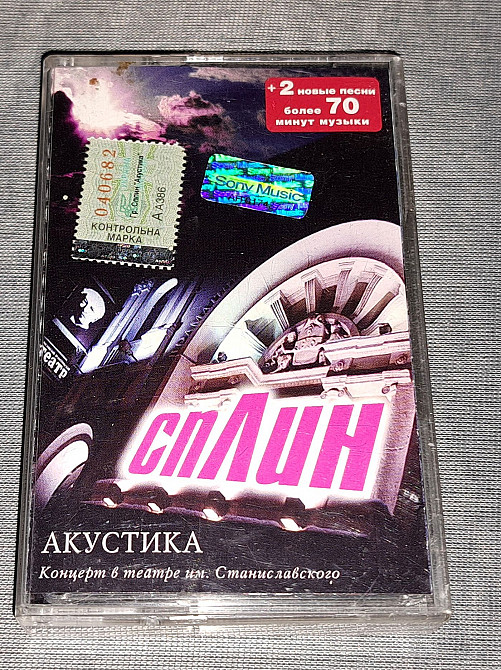 + 2 новые песни
более 70
минут музыки
040682
А А386
КОНТРОЛЬНА
МАРКА
Sony Music
театр
сплин
АКУСТИКА
Концерт в театре им. Станиславского